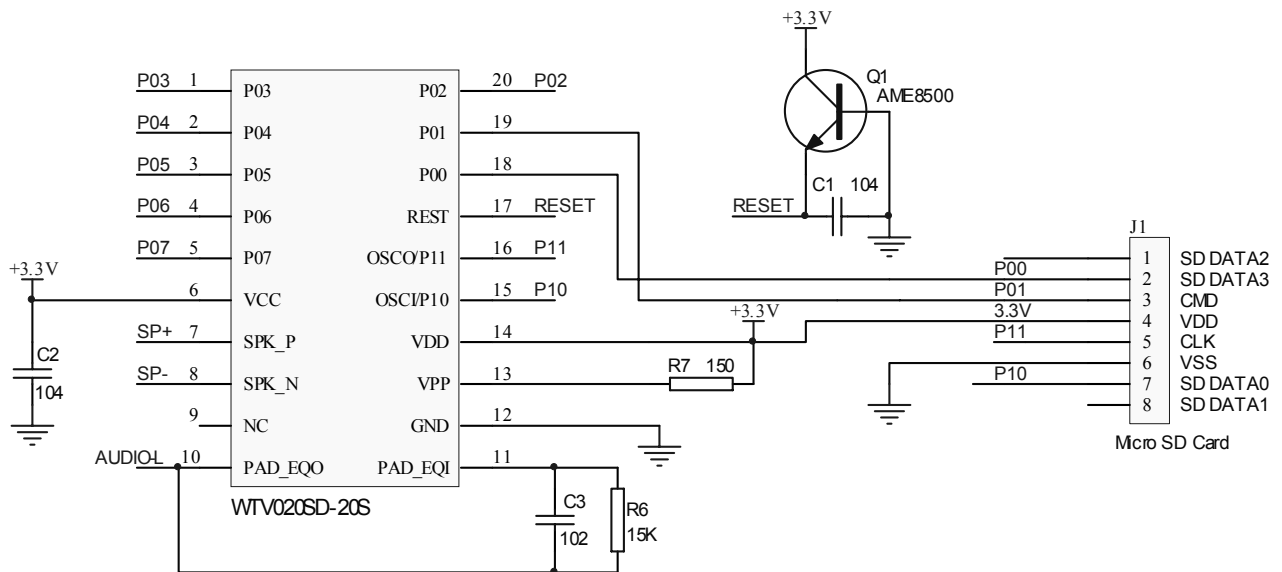 +3.3V
Q1
AME8500
C1 104
RESET
P03 1 P03 P02 20 P02
P04 2 P04 P01 19
P05 3 P05 P00 18
P06 4 P06 REST 17 RESET
P07 5 P07 OSCO/P11 16 P11
+3.3V
6 VCC OSCI/P10 15 P10
SP+ 7 SPK_P VDD 14
SP- 8 SPK_N VPP 13
9 NC GND 12
AUDIO-L 10 PAD_EQO PAD_EQI 11
WTV020SD-20S
C2
104
+3.3V
R7 150
C3
102
R6
15K
J1
1 SD DATA2
P00 2 SD DATA3
P01 3 CMD
3.3V 4 VDD
P11 5 CLK
6 VSS
P10 7 SD DATA0
8 SD DATA1
Micro SD Card